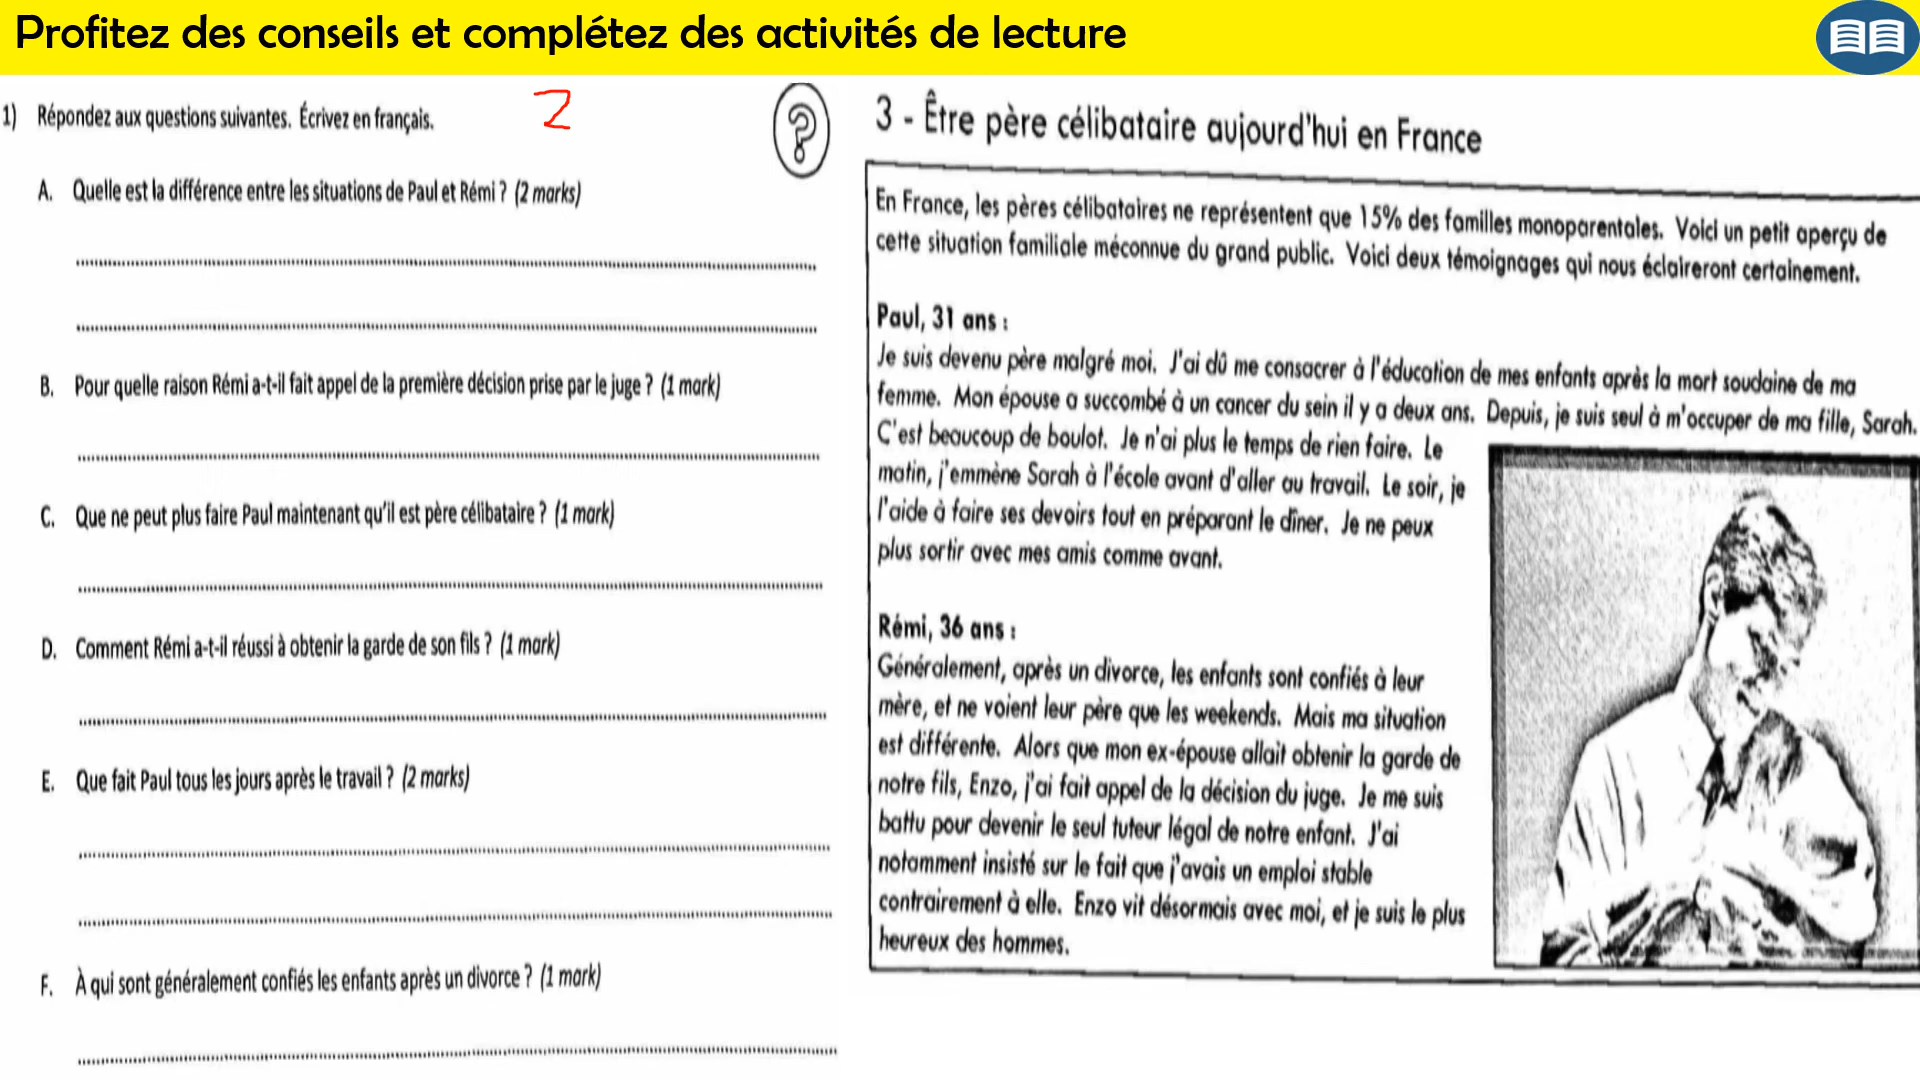 Profitez des conseils et complétez des activités de lecture
1) Répondez aux questions suivantes. Écrivez en français.
2
A. Quelle est la différence entre les situations de Paul et Rémi ? (2 marks)
B. Pour quelle raison Rémi a-t-il fait appel de la première décision prise par le juge ? (1 mark)
C. Que ne peut plus faire Paul maintenant qu'il est père célibataire ? (1 mark)
D. Comment Rémi a-t-il réussi à obtenir la garde de son fils ? (1 mark)
E. Que fait Paul tous les jours après le travail ? (2 marks)
F. À qui sont généralement confiés les enfants après un divorce ? (1 mark)
3 - Être père célibataire aujourd'hui en France
En France, les pères célibataires ne représentent que 15% des familles monoparentales. Voici un petit aperçu de
cette situation familiale méconnue du grand public. Voici deux témoignages qui nous éclaireront certainement.
Paul, 31 ans :
Je suis devenu père malgré moi. J'ai dû me consacrer à l'éducation de mes enfants après la mort soudaine de ma
femme. Mon épouse a succombé à un cancer du sein il y a deux ans. Depuis, je suis seul à m'occuper de ma fille, Sarah.
C'est beaucoup de boulot. Je n'ai plus le temps de rien faire. Le
matin, j'emmène Sarah à l'école avant d'aller au travail. Le soir, je
l'aide à faire ses devoirs tout en préparant le dîner. Je ne peux
plus sortir avec mes amis comme avant.
Rémi, 36 ans :
Généralement, après un divorce, les enfants sont confiés à leur
mère, et ne voient leur père que les weekends. Mais ma situation
est différente. Alors que mon ex-épouse allait obtenir la garde de
notre fils, Enzo, j'ai fait appel de la décision du juge. Je me suis
battu pour devenir le seul tuteur légal de notre enfant. J'ai
notamment insisté sur le fait que j'avais un emploi stable
contrairement à elle. Enzo vit désormais avec moi, et je suis le plus
heureux des hommes.